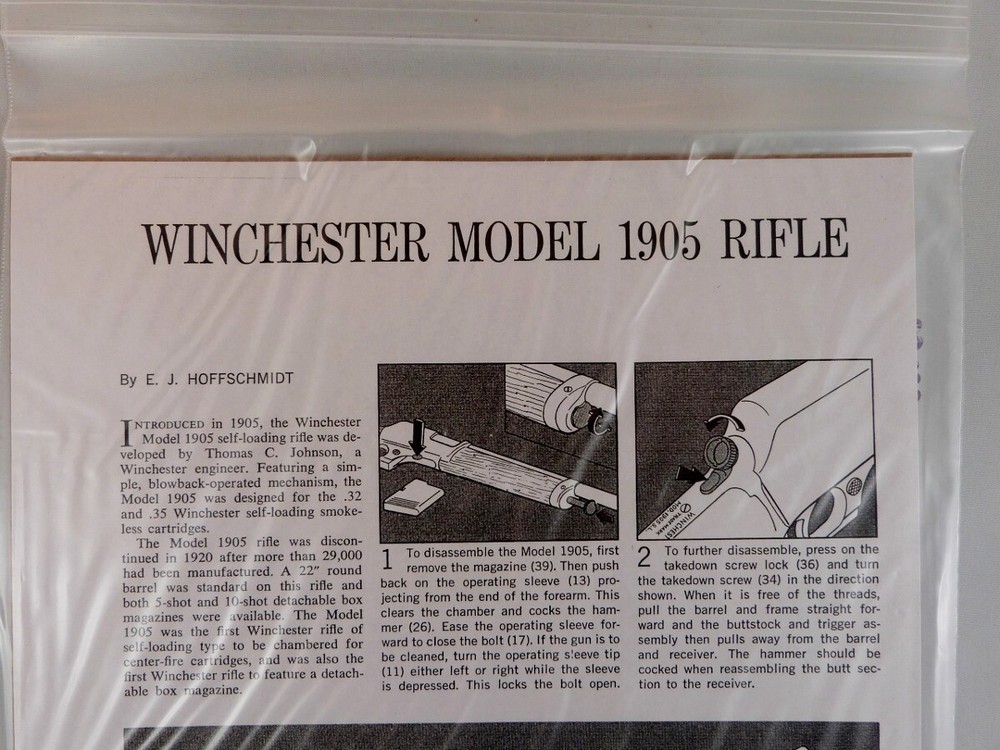 WINCHESTER MODEL 1905 RIFLE
By E. J. HOFFSCHMIDT
INTRODUCED in 1905, the Winchester
Model 1905 self-loading rifle was de-
veloped by Thomas C. Johnson, a
Winchester engineer. Featuring a sim-
ple, blowback-operated mechanism, the
Model 1905 was designed for the .32
and .35 Winchester self-loading smoke-
less cartridges.
The Model 1905 rifle was discon-
tinued in 1920 after more than 29,000
had been manufactured. A 22" round
barrel was standard on this rifle and
both 5-shot and 10-shot detachable box
magazines were available. The Model
1905 was the first Winchester rifle of
self-loading type to be chambered for
center-fire cartridges, and was also the
first Winchester rifle to feature a detach-
able box magazine.
1 To disassemble the Model 1905, first
remove the magazine (39). Then push
back on the operating sleeve (13) pro-
jecting from the end of the forearm. This
clears the chamber and cocks the ham-
mer (26). Ease the operating sleeve for-
ward to close the bolt (17). If the gun is to
be cleaned, turn the operating sleeve tip
(11) either left or right while the sleeve
is depressed. This locks the bolt open.
2 To further disassemble, press on the
takedown screw lock (36) and turn
the takedown screw (34) in the direction
shown. When it is free of the threads,
pull the barrel and frame straight for-
ward and the buttstock and trigger as-
sembly then pulls away from the barrel
and receiver. The hammer should be
cocked when reassembling the butt sec-
tion to the receiver.